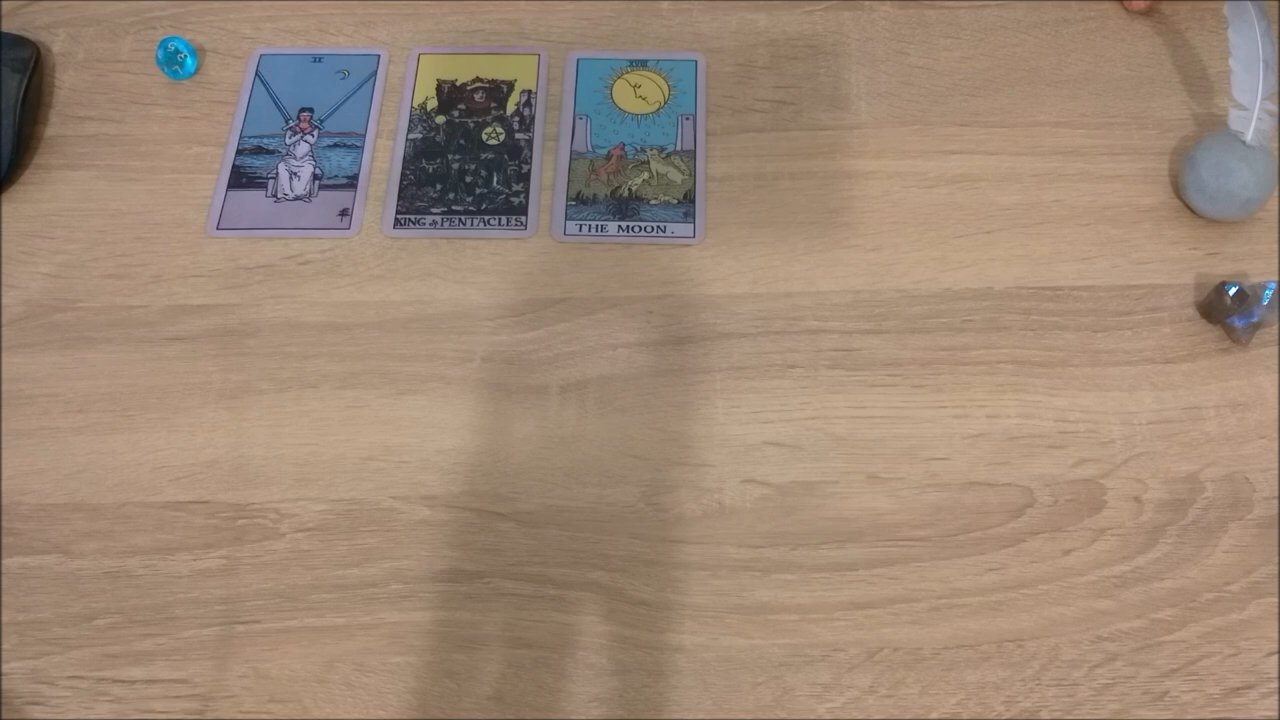 II
KING of PENTACLES.
XVIII
THE MOON.